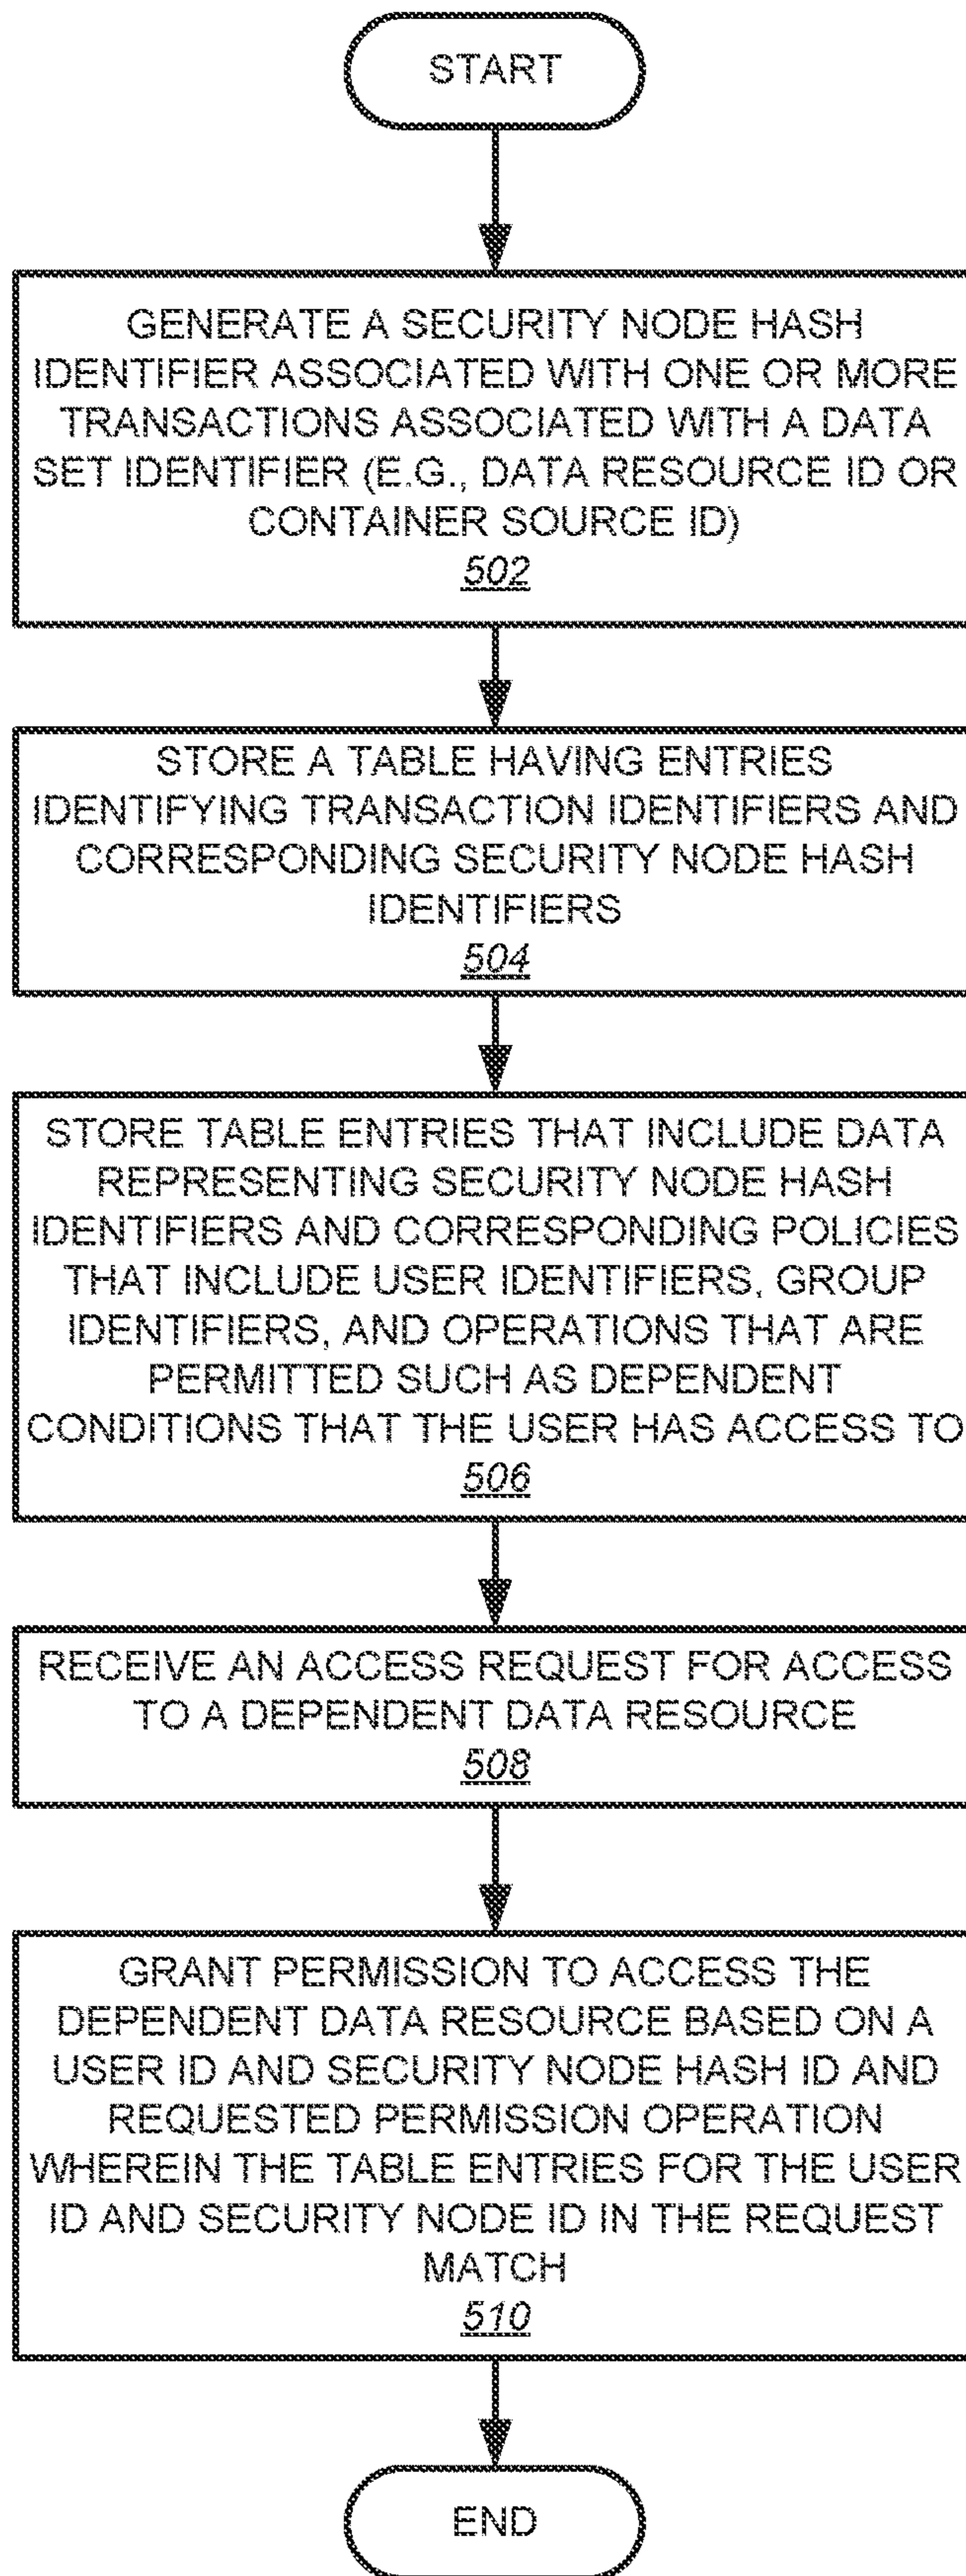 START
GENERATE A SECURITY NODE HASH
IDENTIFIER ASSOCIATED WITH ONE OR MORE
TRANSACTIONS ASSOCIATED WITH A DATA
SET IDENTIFIER (E.G., DATA RESOURCE ID OR
CONTAINER SOURCE ID)
502
STORE A TABLE HAVING ENTRIES
IDENTIFYING TRANSACTION IDENTIFIERS AND
CORRESPONDING SECURITY NODE HASH
IDENTIFIERS
504
STORE TABLE ENTRIES THAT INCLUDE DATA
REPRESENTING SECURITY NODE HASH
IDENTIFIERS AND CORRESPONDING POLICIES
THAT INCLUDE USER IDENTIFIERS, GROUP
IDENTIFIERS, AND OPERATIONS THAT ARE
PERMITTED SUCH AS DEPENDENT
CONDITIONS THAT THE USER HAS ACCESS TO
506
RECEIVE AN ACCESS REQUEST FOR ACCESS
TO A DEPENDENT DATA RESOURCE
508
GRANT PERMISSION TO ACCESS THE
DEPENDENT DATA RESOURCE BASED ON A
USER ID AND SECURITY NODE HASH ID AND
REQUESTED PERMISSION OPERATION
WHEREIN THE TABLE ENTRIES FOR THE USER
ID AND SECURITY NODE ID IN THE REQUEST
MATCH
510
END